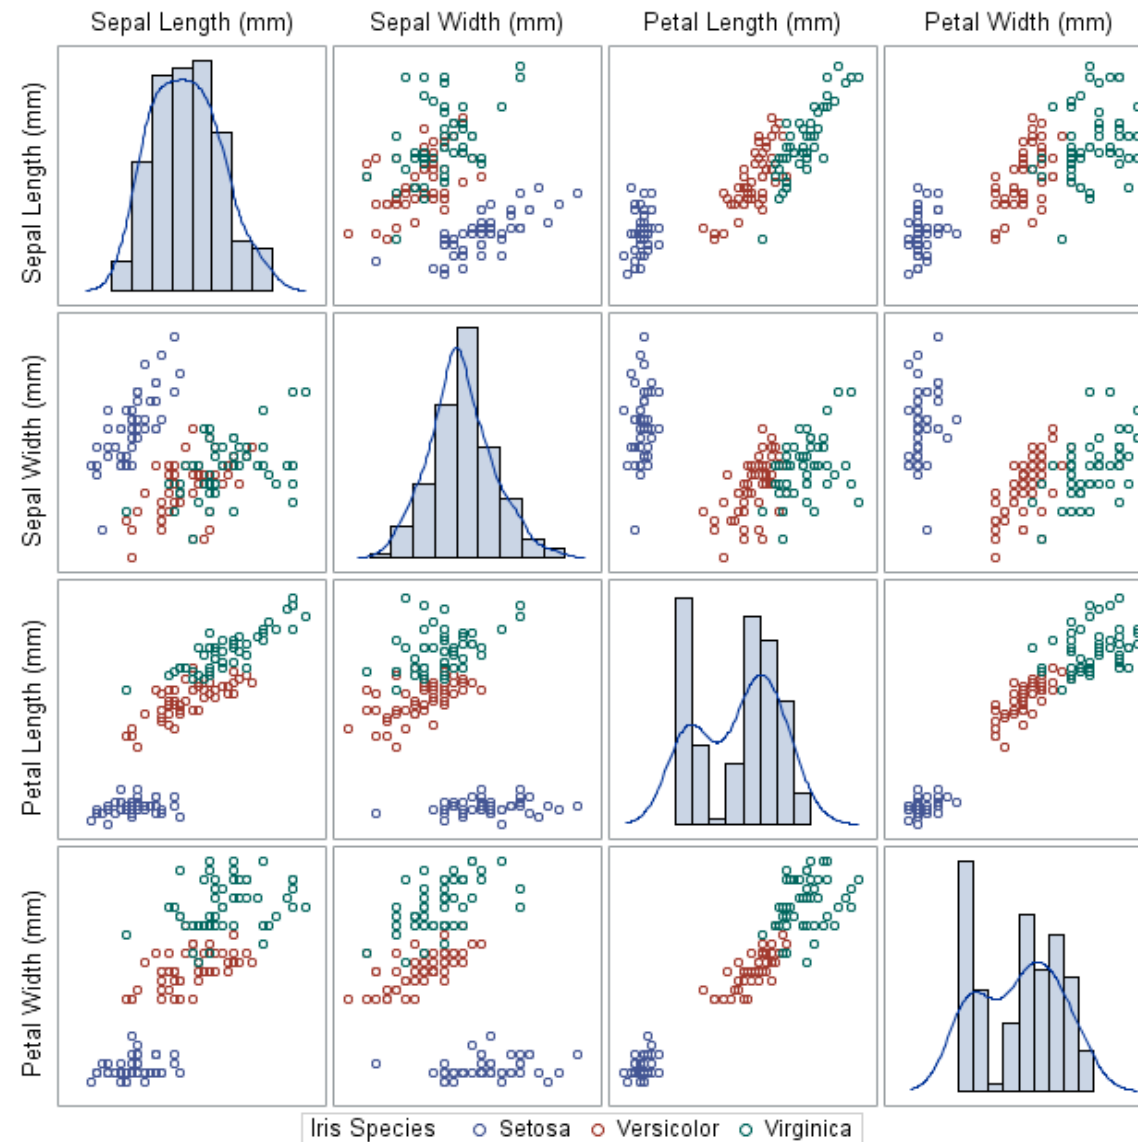 Sepal Length (mm) Sepal Width (mm) Petal Length (mm) Petal Width (mm)
Sepal Length (mm)
Sepal Width (mm)
Petal Length (mm)
Petal Width (mm)
Iris Species Setosa Versicolor Virginica